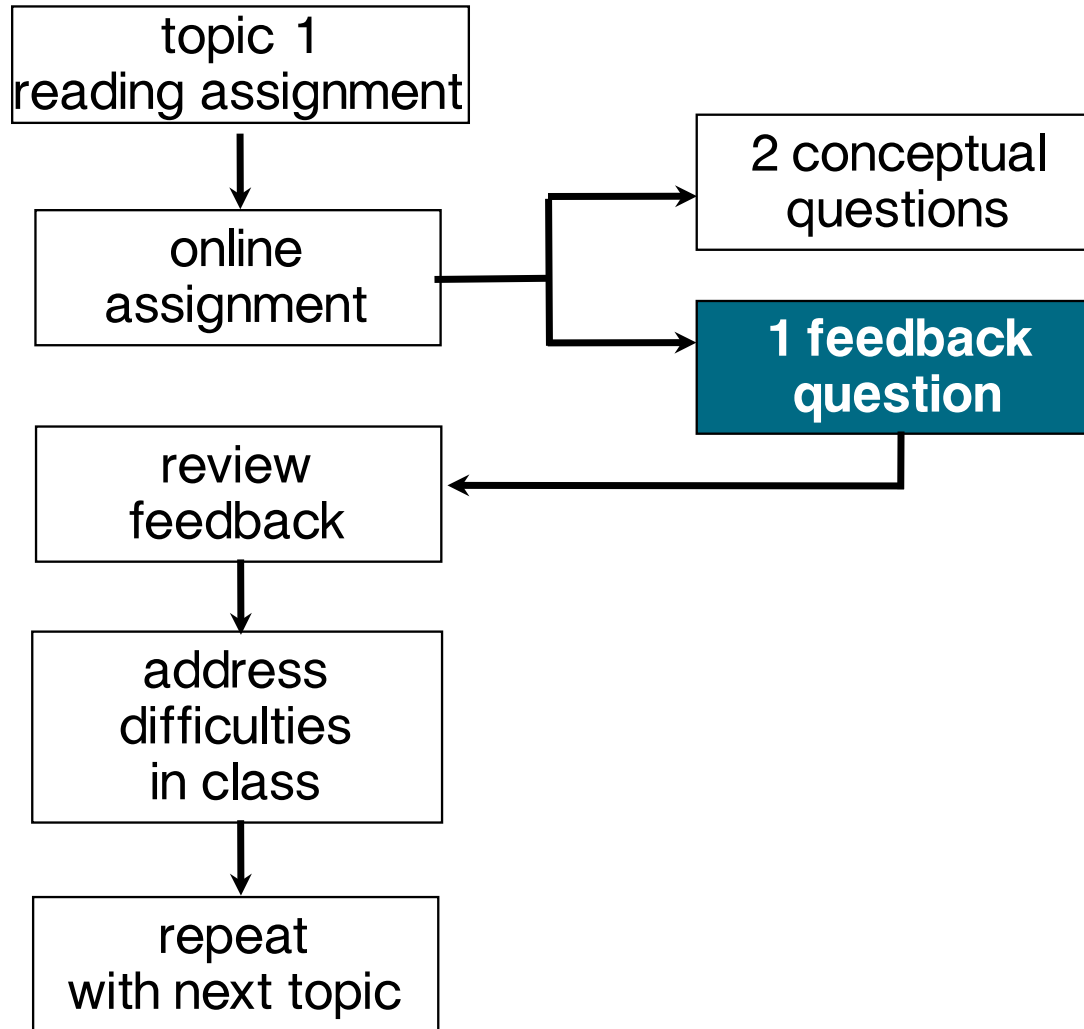 topic 1
reading assignment
online
assignment
2 conceptual
questions
1 feedback
question
review
feedback
address
difficulties
in class
repeat
with next topic